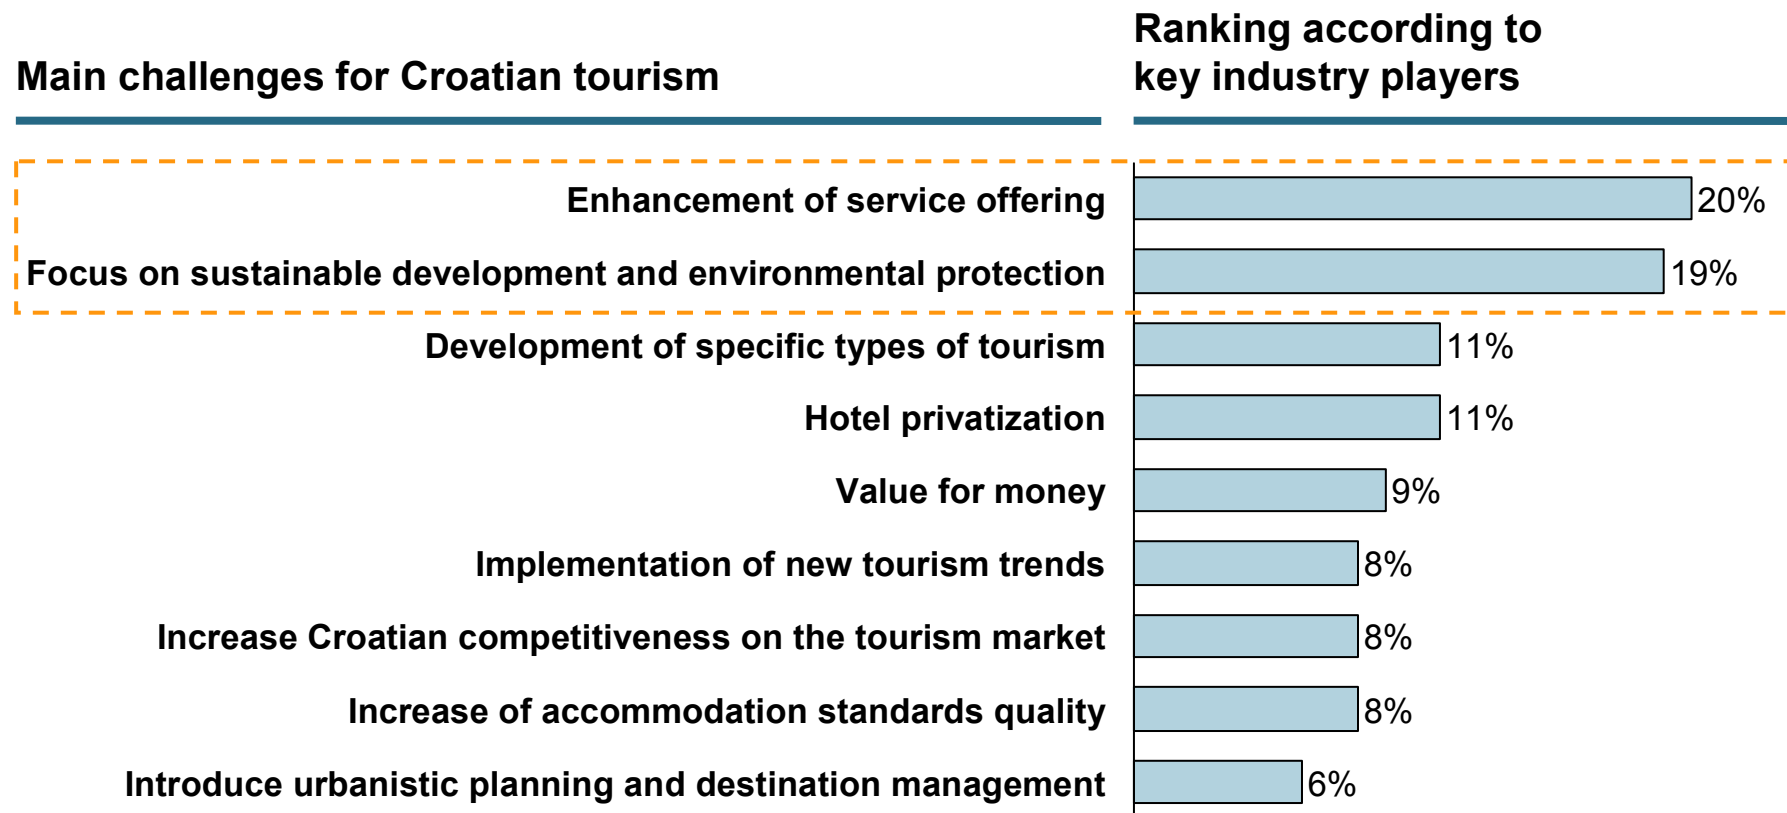 Main challenges for Croatian tourism
Ranking according to
key industry players
Enhancement of service offering
20%
Focus on sustainable development and environmental protection
19%
Development of specific types of tourism
11%
Hotel privatization
11%
Value for money
9%
Implementation of new tourism trends
8%
Increase Croatian competitiveness on the tourism market
8%
Increase of accommodation standards quality
8%
Introduce urbanistic planning and destination management
6%